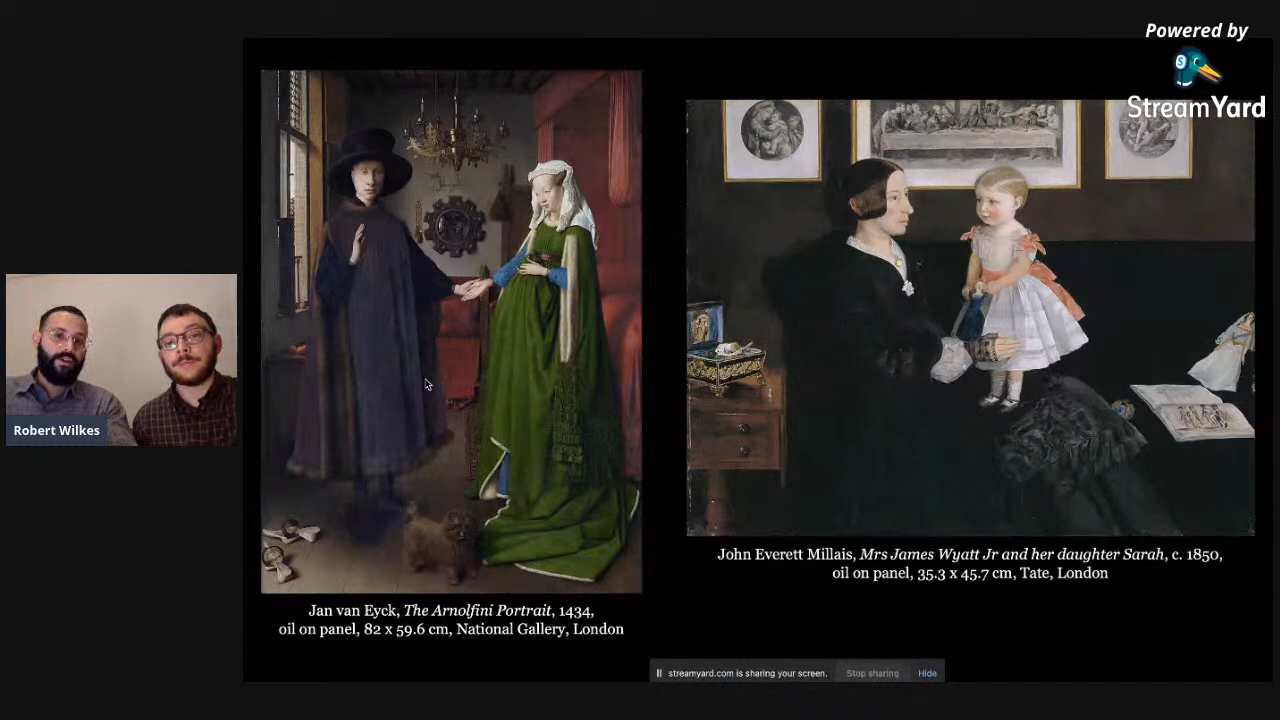 Powered by
StreamYard
Robert Wilkes
Jan van Eyck, The Arnolfini Portrait, 1434,
oil on panel, 82 x 59.6 cm, National Gallery, London
John Everett Millais, Mrs James Wyatt Jr and her daughter Sarah, c. 1850,
oil on panel, 35.3 x 45.7 cm, Tate, London
streamyard.com is sharing your screen.
Stop sharing
Hide